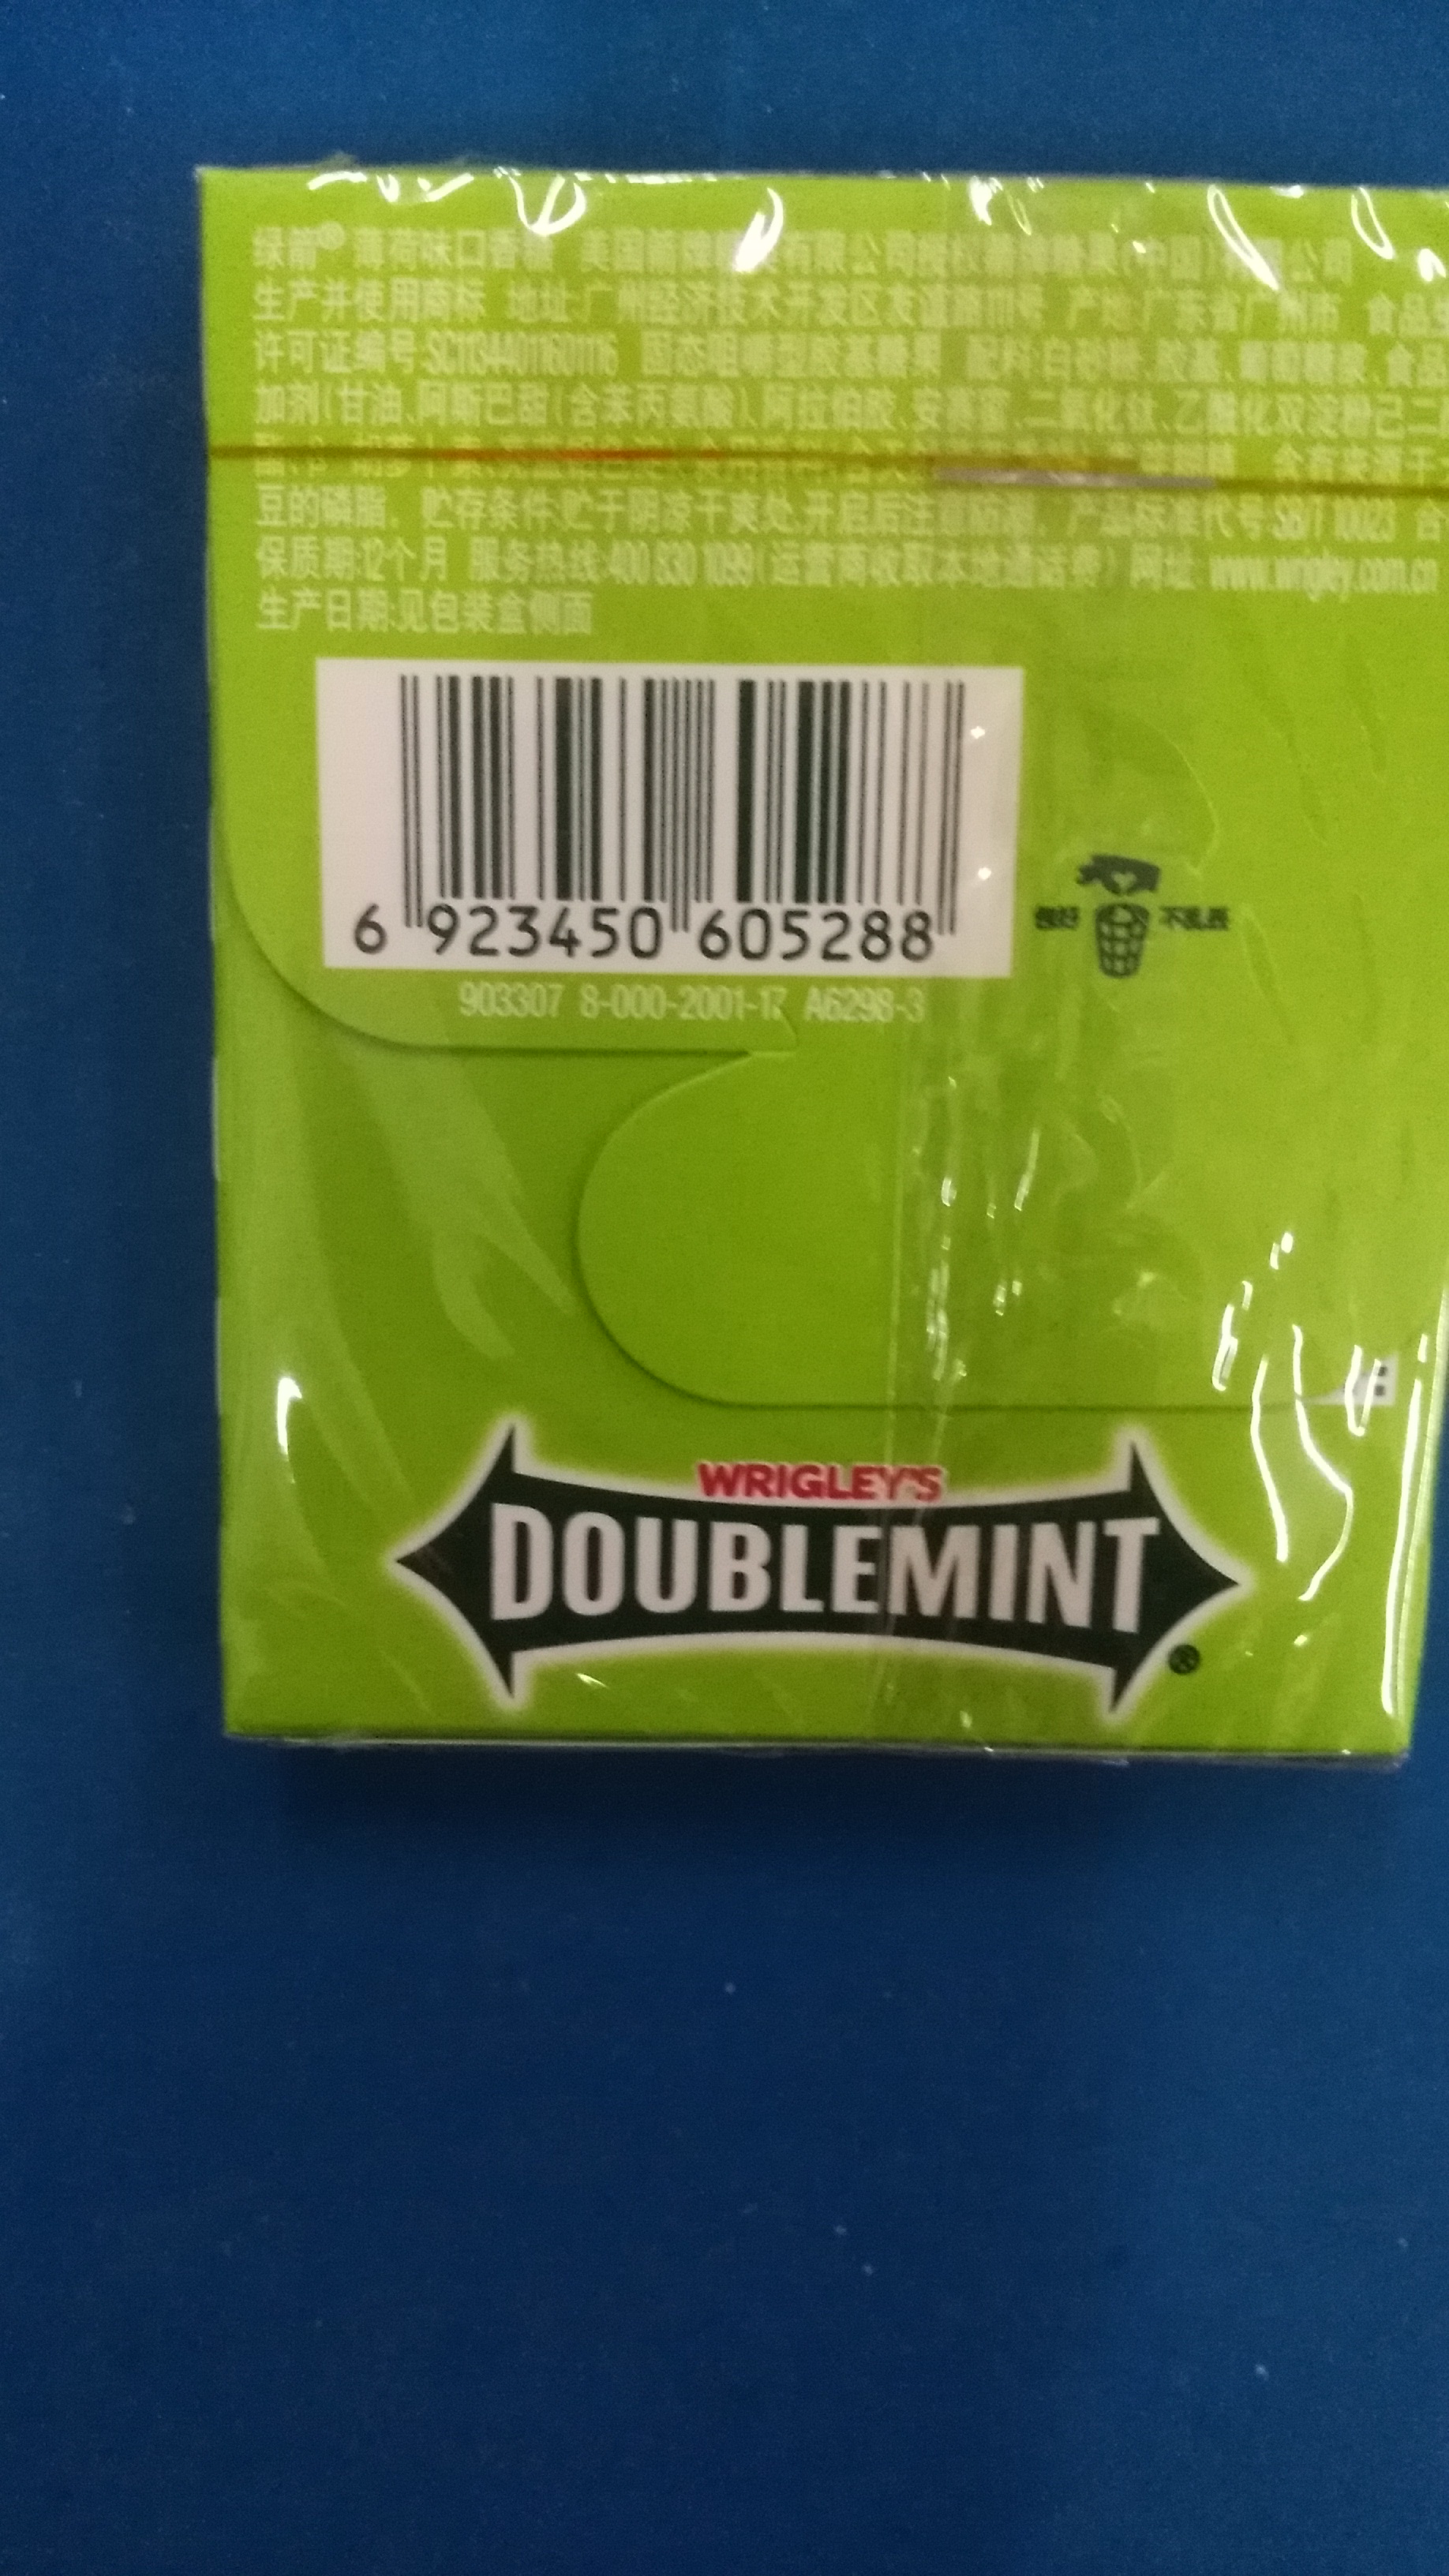 绿箭® 薄荷味口香糖 美国箭牌糖类有限公司授权箭牌糖果(中国)有限公司
生产并使用商标 地址:广州经济技术开发区友谊路111号 产地:广东省广州市 食品
许可证编号:SC11344011601116 固态咀嚼型胶基糖果 配料:白砂糖、胶基、葡萄糖浆、食品
加剂(甘油、阿斯巴甜(含苯丙氨酸)、阿拉伯胶、安赛蜜、二氧化钛、乙酰化双淀粉己二
含有来源于
豆的磷脂。 贮存条件:贮于阴凉干爽处,开启后注意防潮。 产品标准代号:SB/T 10023
保质期:12个月 服务热线:400 830 1099(运营商收取本地通话费) 网址 www.wrigley.com.cn
生产日期:见包装盒侧面
6 923450 605288
包好 不乱丢
903307 8-000-2001-17 A6298-3
WRIGLEY'S
DOUBLEMINT®